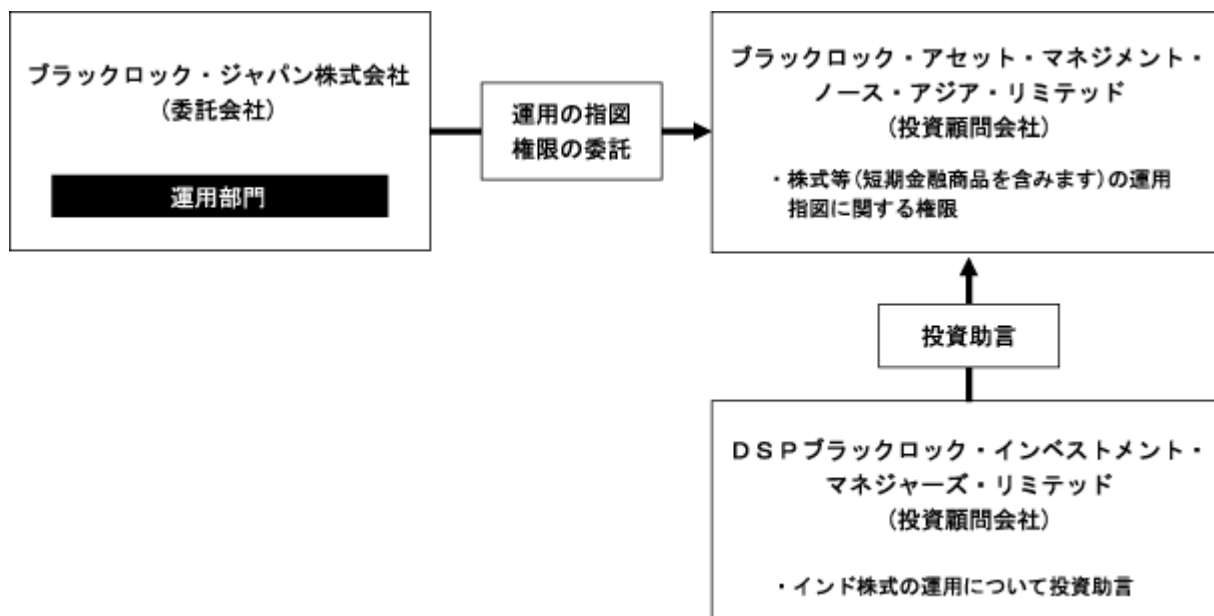 ブラックロック・ジャパン株式会社
(委託会社)
運用部門
運用の指図
権限の委託
ブラックロック・アセット・マネジメント・
ノース・アジア・リミテッド
(投資顧問会社)
・株式等(短期金融商品を含みます)の運用
指図に関する権限
投資助言
DSPブラックロック・インベストメント・
マネジャーズ・リミテッド
(投資顧問会社)
・インド株式の運用について投資助言